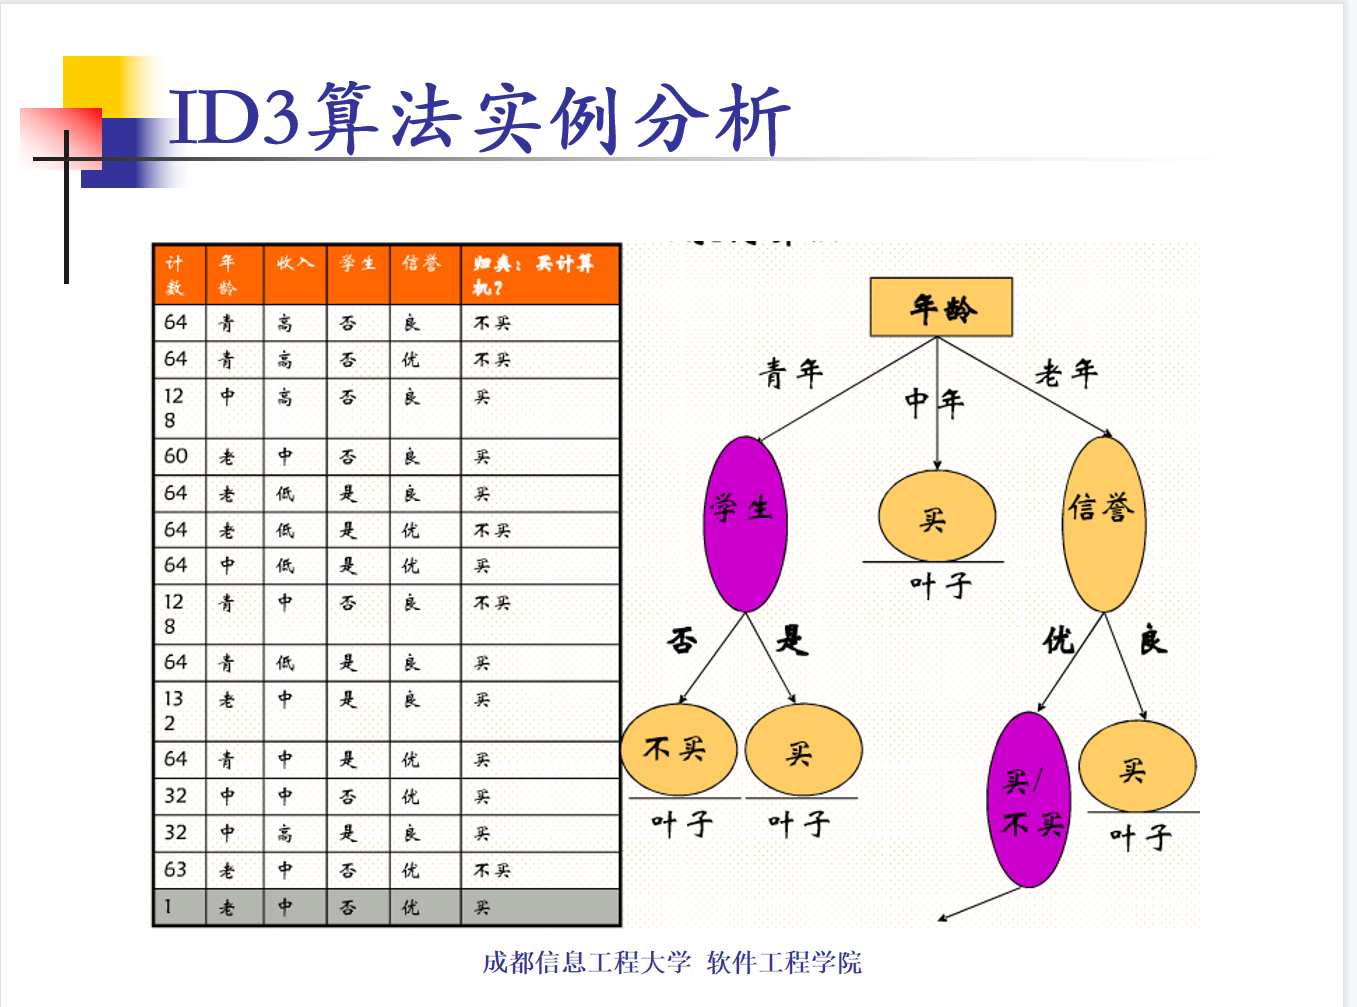 ID3算法实例分析
计数 年龄 收入 学生 信誉 归类：买计算机？
64 青 高 否 良 不买
64 青 高 否 优 不买
128 中 高 否 良 买
60 老 中 否 良 买
64 老 低 是 良 买
64 老 低 是 优 不买
64 中 低 是 优 买
128 青 中 否 良 不买
64 青 低 是 良 买
132 老 中 是 良 买
64 青 中 是 优 买
32 中 中 否 优 买
32 中 高 是 良 买
63 老 中 否 优 不买
1 老 中 否 优 买
年龄
青年
中年
老年
学生
买
信誉
叶子
否
是
优
良
不买
买
买/
不买
买
叶子
叶子
叶子
成都信息工程大学 软件工程学院